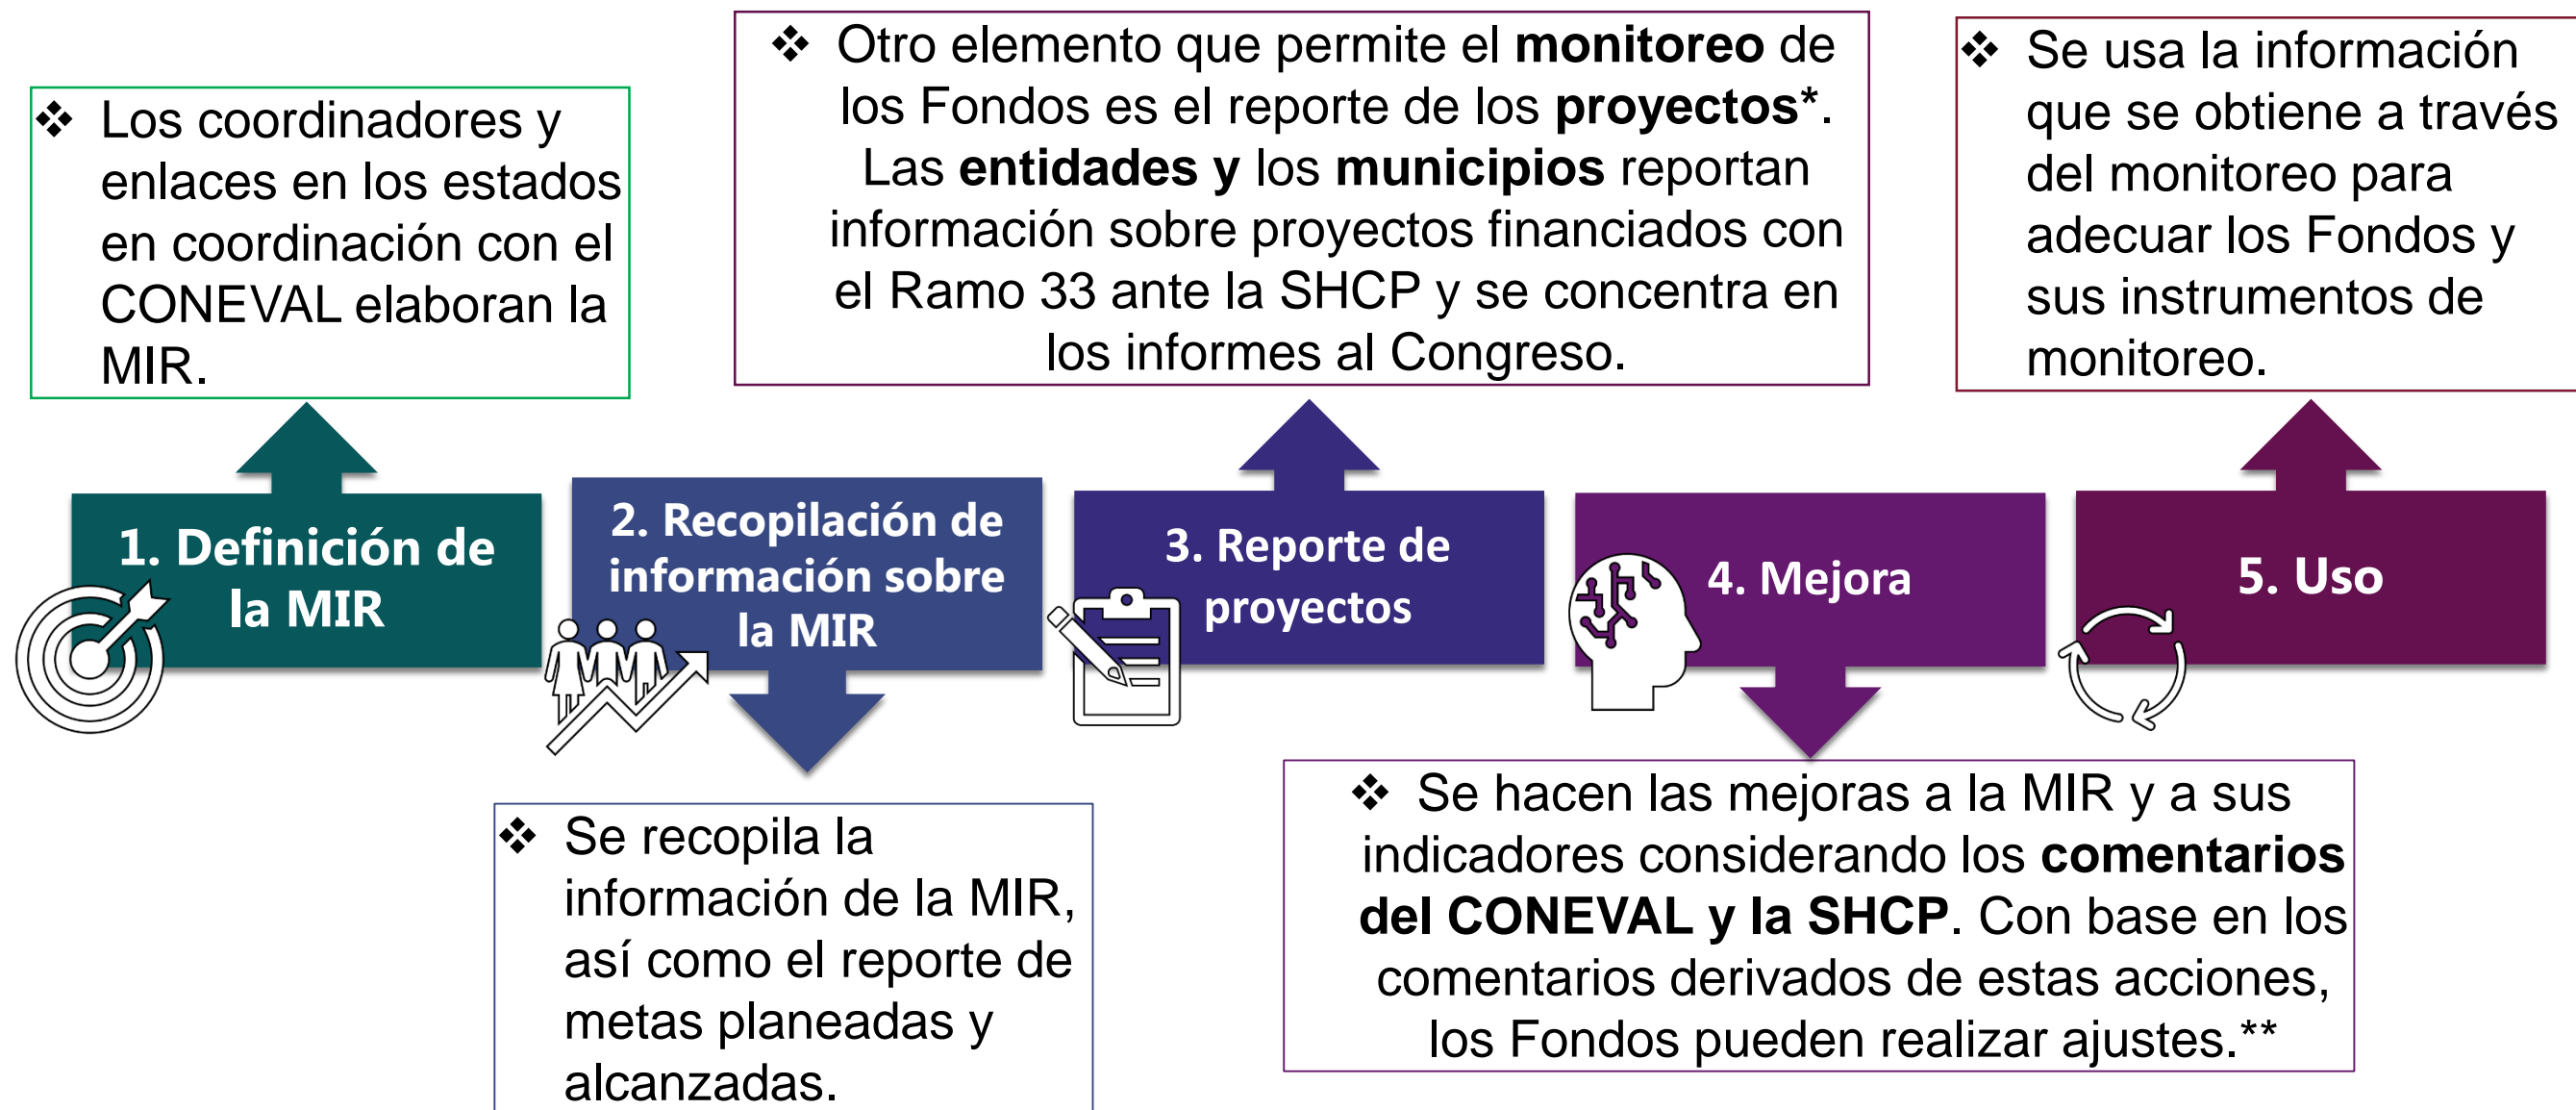 ❖ Los coordinadores y
enlaces en los estados
en coordinación con el
CONEVAL elaboran la
MIR.
❖ Otro elemento que permite el monitoreo de
los Fondos es el reporte de los proyectos*.
Las entidades y los municipios reportan
información sobre proyectos financiados con
el Ramo 33 ante la SHCP y se concentra en
los informes al Congreso.
❖ Se usa la información
que se obtiene a través
del monitoreo para
adecuar los Fondos y
sus instrumentos de
monitoreo.
1. Definición de
la MIR
2. Recopilación de
información sobre
la MIR
3. Reporte de
proyectos
4. Mejora
5. Uso
❖ Se recopila la
información de la MIR,
así como el reporte de
metas planeadas y
alcanzadas.
❖ Se hacen las mejoras a la MIR y a sus
indicadores considerando los comentarios
del CONEVAL y la SHCP. Con base en los
comentarios derivados de estas acciones,
los Fondos pueden realizar ajustes.**